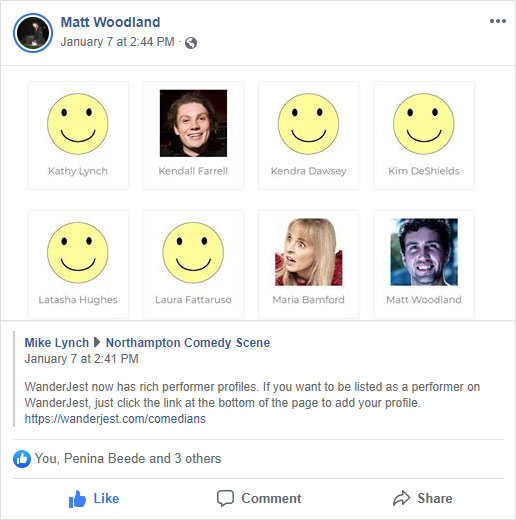 Matt Woodland
January 7 at 2:44 PM ·
Kathy Lynch
Kendall Farrell
Kendra Dawsey
Kim DeShields
Latasha Hughes
Laura Fattaruso
Maria Bamford
Matt Woodland
Mike Lynch Northampton Comedy Scene
January 7 at 2:41 PM
WanderJest now has rich performer profiles. If you want to be listed as a performer on
WanderJest, just click the link at the bottom of the page to add your profile.
https://wanderjest.com/comedians
You, Penina Beede and 3 others
Like Comment Share